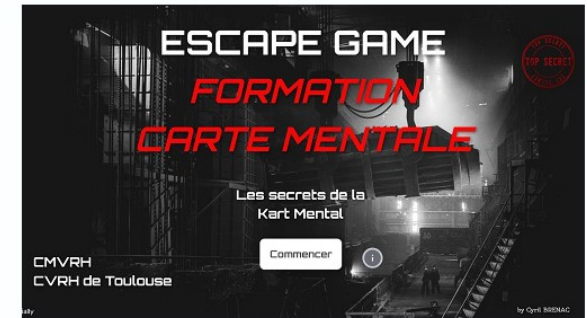 ESCAPE GAME
FORMATION
CARTE MENTALE
TOP SECRET
Les secrets de la
Kart Mental
Commencer
i
CMVRH
CVRH de Toulouse
by Cyril BRENAC